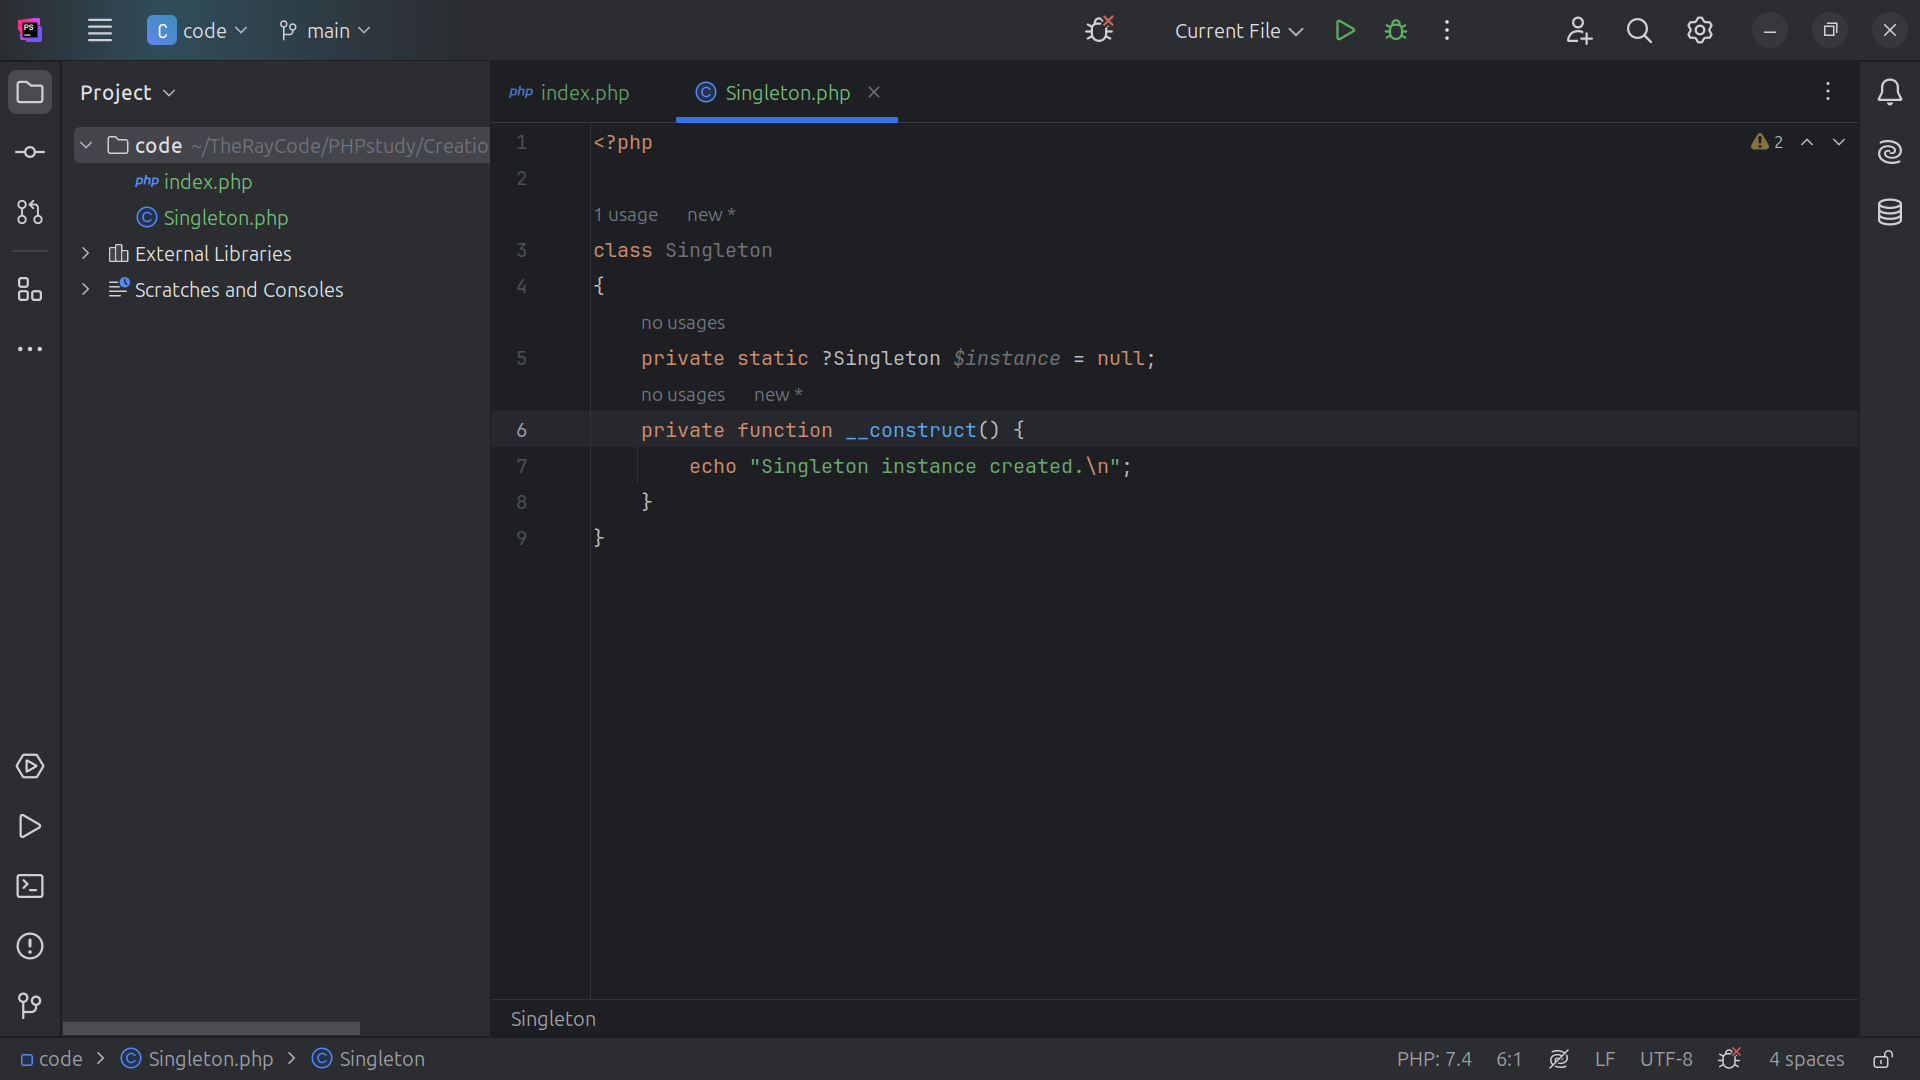 PS
C code main Current File
Project
code ~/TheRayCode/PHPstudy/Creatio
php index.php
C Singleton.php
External Libraries
Scratches and Consoles
php index.php C Singleton.php
2
1 <?php
2
1 usage new *
3 class Singleton
4 {
no usages
5 private static ?Singleton $instance = null;
no usages new *
6 private function __construct() {
7 echo "Singleton instance created.\n";
8 }
9 }
Singleton
code > C Singleton.php > C Singleton PHP: 7.4 6:1 LF UTF-8 4 spaces